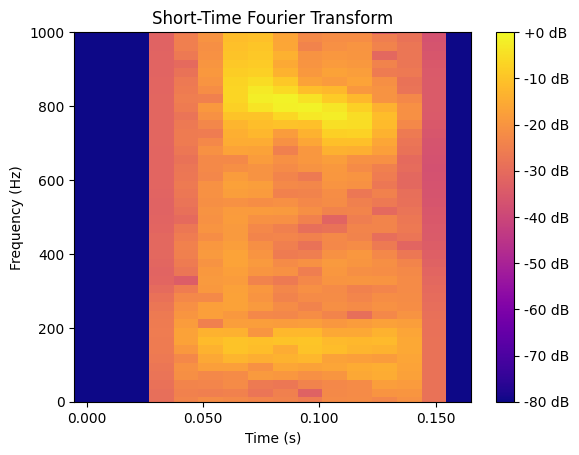 Short-Time Fourier Transform
1000
800
600
400
200
0
Frequency (Hz)
0.000
0.050
0.100
0.150
Time (s)
+0 dB
-10 dB
-20 dB
-30 dB
-40 dB
-50 dB
-60 dB
-70 dB
-80 dB